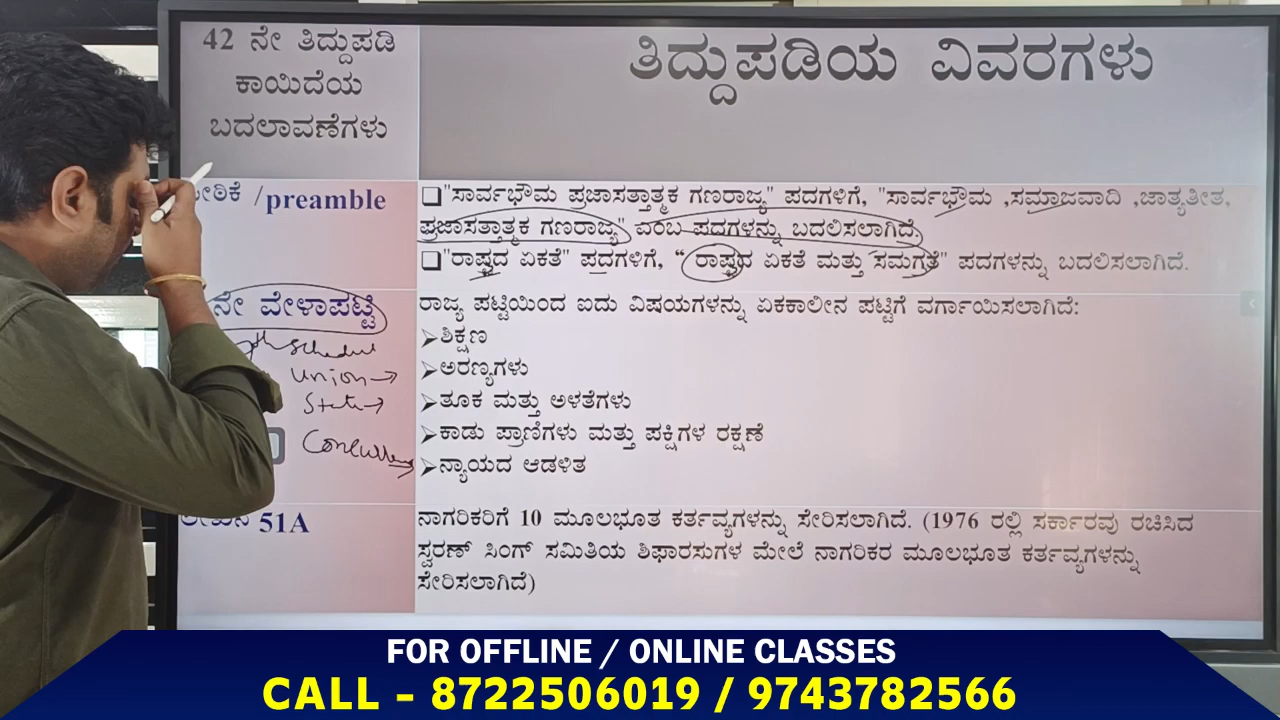 42 ನೇ ತಿದ್ದುಪಡಿ
ಕಾಯಿದೆಯ
ಬದಲಾವಣೆಗಳು
ತಿದ್ದುಪಡಿಯ ವಿವರಗಳು
/preamble
❑"ಸಾರ್ವಭೌಮ ಪ್ರಜಾಸತ್ತಾತ್ಮಕ ಗಣರಾಜ್ಯ" ಪದಗಳಿಗೆ, "ಸಾರ್ವಭೌಮ ,ಸಮಾಜವಾದಿ ,ಜಾತ್ಯತೀತ,
ಪ್ರಜಾಸತ್ತಾತ್ಮಕ ಗಣರಾಜ್ಯ" ಎಂಬ ಪದಗಳನ್ನು ಬದಲಿಸಲಾಗಿದೆ
❑"ರಾಷ್ಟ್ರದ ಏಕತೆ" ಪದಗಳಿಗೆ, “ ರಾಷ್ಟ್ರದ ಏಕತೆ ಮತ್ತು ಸಮಗ್ರತೆ" ಪದಗಳನ್ನು ಬದಲಿಸಲಾಗಿದೆ.
ನೇ ವೇಳಾಪಟ್ಟಿ
Schedule
Union→
State→
ರಾಜ್ಯ ಪಟ್ಟಿಯಿಂದ ಐದು ವಿಷಯಗಳನ್ನು ಏಕಕಾಲೀನ ಪಟ್ಟಿಗೆ ವರ್ಗಾಯಿಸಲಾಗಿದೆ:
➢ಶಿಕ್ಷಣ
➢ಅರಣ್ಯಗಳು
➢ತೂಕ ಮತ್ತು ಅಳತೆಗಳು
➢ಕಾಡು ಪ್ರಾಣಿಗಳು ಮತ್ತು ಪಕ್ಷಿಗಳ ರಕ್ಷಣೆ
➢ನ್ಯಾಯದ ಆಡಳಿತ
51A
ನಾಗರಿಕರಿಗೆ 10 ಮೂಲಭೂತ ಕರ್ತವ್ಯಗಳನ್ನು ಸೇರಿಸಲಾಗಿದೆ. (1976 ರಲ್ಲಿ ಸರ್ಕಾರವು ರಚಿಸಿದ
ಸ್ವರಣ್ ಸಿಂಗ್ ಸಮಿತಿಯ ಶಿಫಾರಸುಗಳ ಮೇಲೆ ನಾಗರಿಕರ ಮೂಲಭೂತ ಕರ್ತವ್ಯಗಳನ್ನು
ಸೇರಿಸಲಾಗಿದೆ)
FOR OFFLINE / ONLINE CLASSES
CALL - 8722506019 / 9743782566